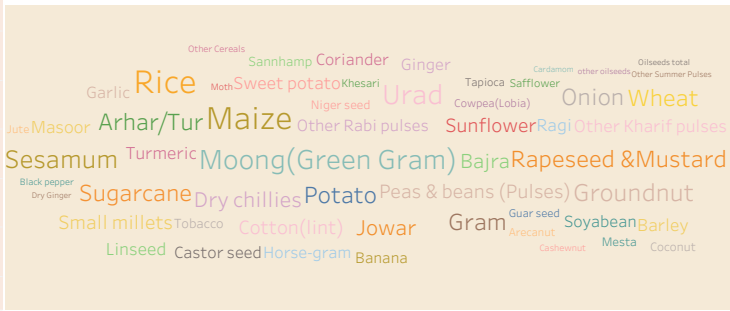 Other Cereals
Sannhamp Coriander Ginger Oilseeds total
Cardamom other oilseeds Other Summer Pulses
Garlic Rice Moth Sweet potato Khesari Urad Tapioca Safflower Onion Wheat
Niger seed Cowpea(Lobia)
Jute Masoor Arhar/Tur Maize Other Rabi pulses Sunflower Ragi Other Kharif pulses
Sesamum Turmeric Moong(Green Gram) Bajra Rapeseed &Mustard
Black pepper
Dry Ginger Sugarcane Dry chillies Potato Peas & beans (Pulses) Groundnut
Small millets Tobacco Cotton(lint) Jowar Gram Guar seed Soyabean Barley
Arecanut
Linseed Castor seed Horse-gram Banana Cashewnut Mesta Coconut